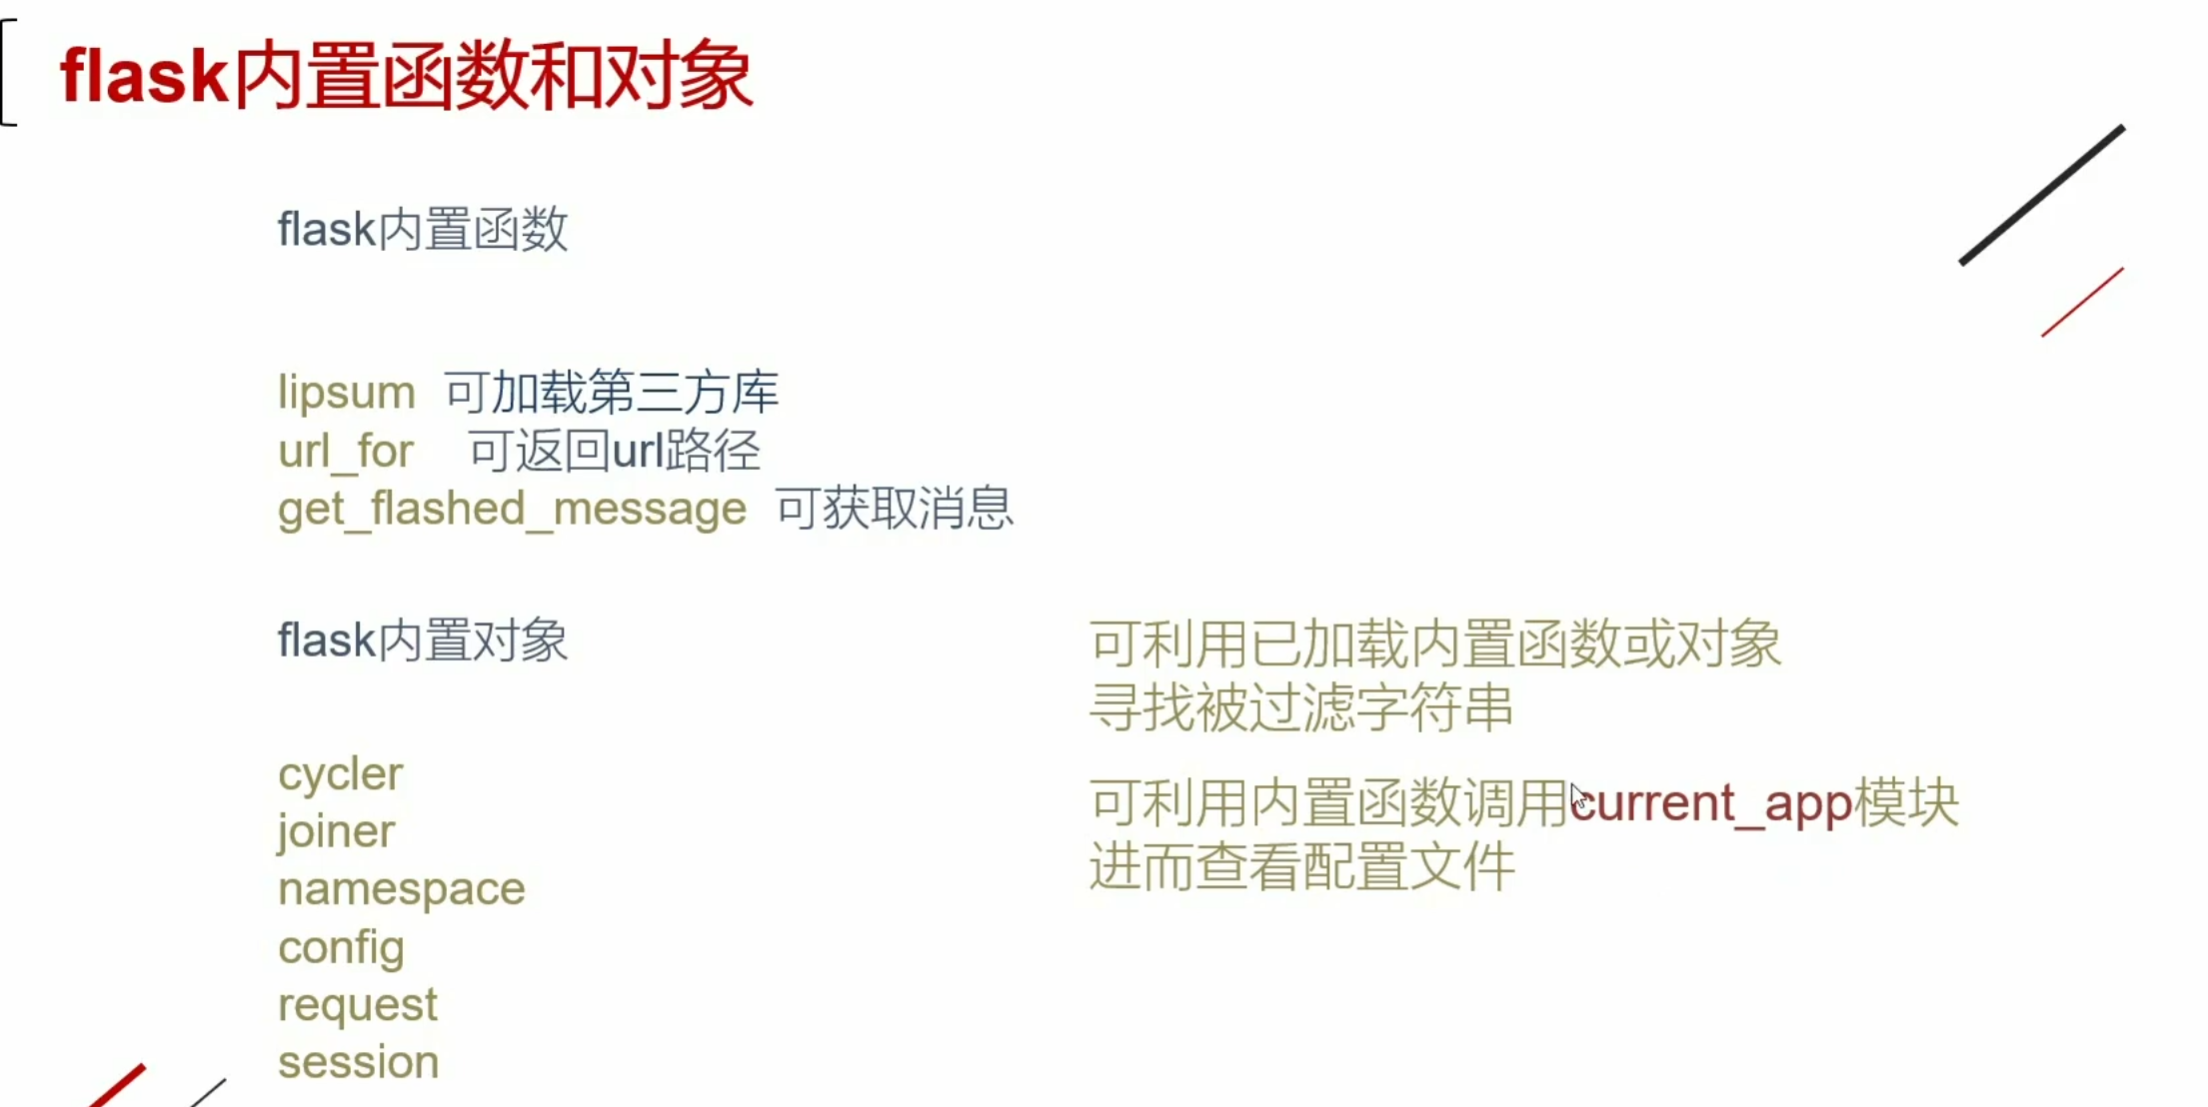 flask内置函数和对象
flask内置函数
lipsum 可加载第三方库
url_for 可返回url路径
get_flashed_message 可获取消息
flask内置对象
cycler
joiner
namespace
config
request
session
可利用已加载内置函数或对象
寻找被过滤字符串
可利用内置函数调用current_app模块
进而查看配置文件